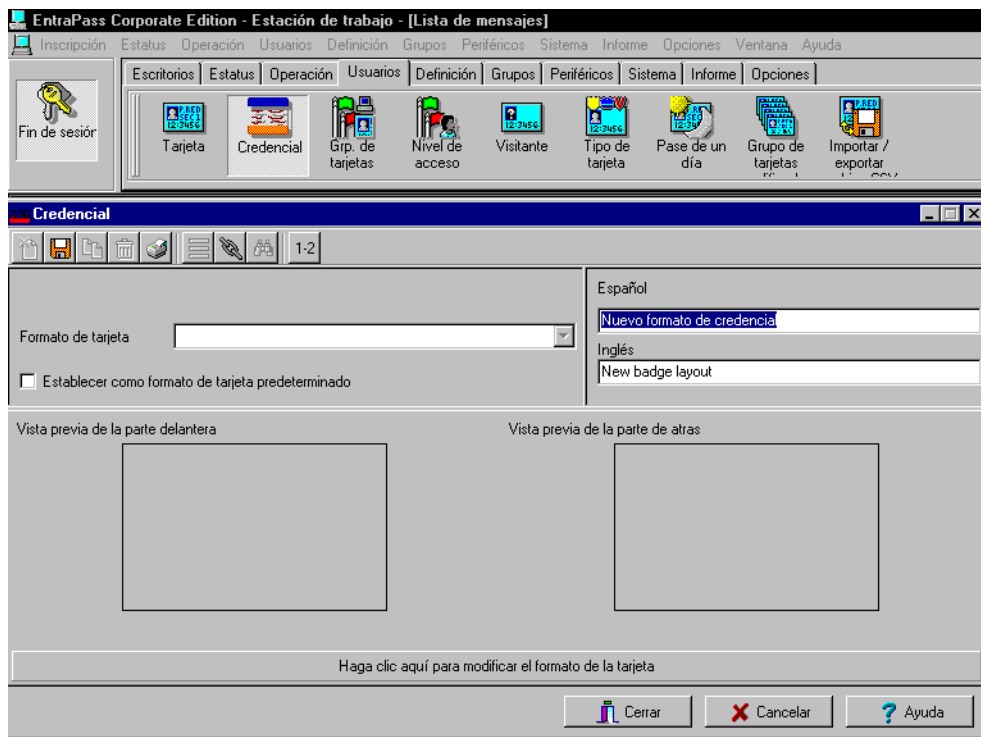 EntraPass Corporate Edition - Estación de trabajo - [Lista de mensajes]
Inscripción Estatus Operación Usuarios Definición Grupos Periféricos Sistema Informe Opciones Ventana Ayuda
Escritorios Estatus Operación Usuarios Definición Grupos Periféricos Sistema Informe Opciones
Fin de sesiór
Tarjeta
Credencial
Grp. de
tarjetas
Nivel de
acceso
Visitante
Tipo de
tarjeta
Pase de un
día
Grupo de
tarjetas
Importar /
exportar
Credencial
1-2
Español
Nuevo formato de credencial
Formato de tarjeta
Inglés
New badge layout
Establecer como formato de tarjeta predeterminado
Vista previa de la parte delantera
Vista previa de la parte de atras
Haga clic aquí para modificar el formato de la tarjeta
Cerrar
Cancelar
Ayuda